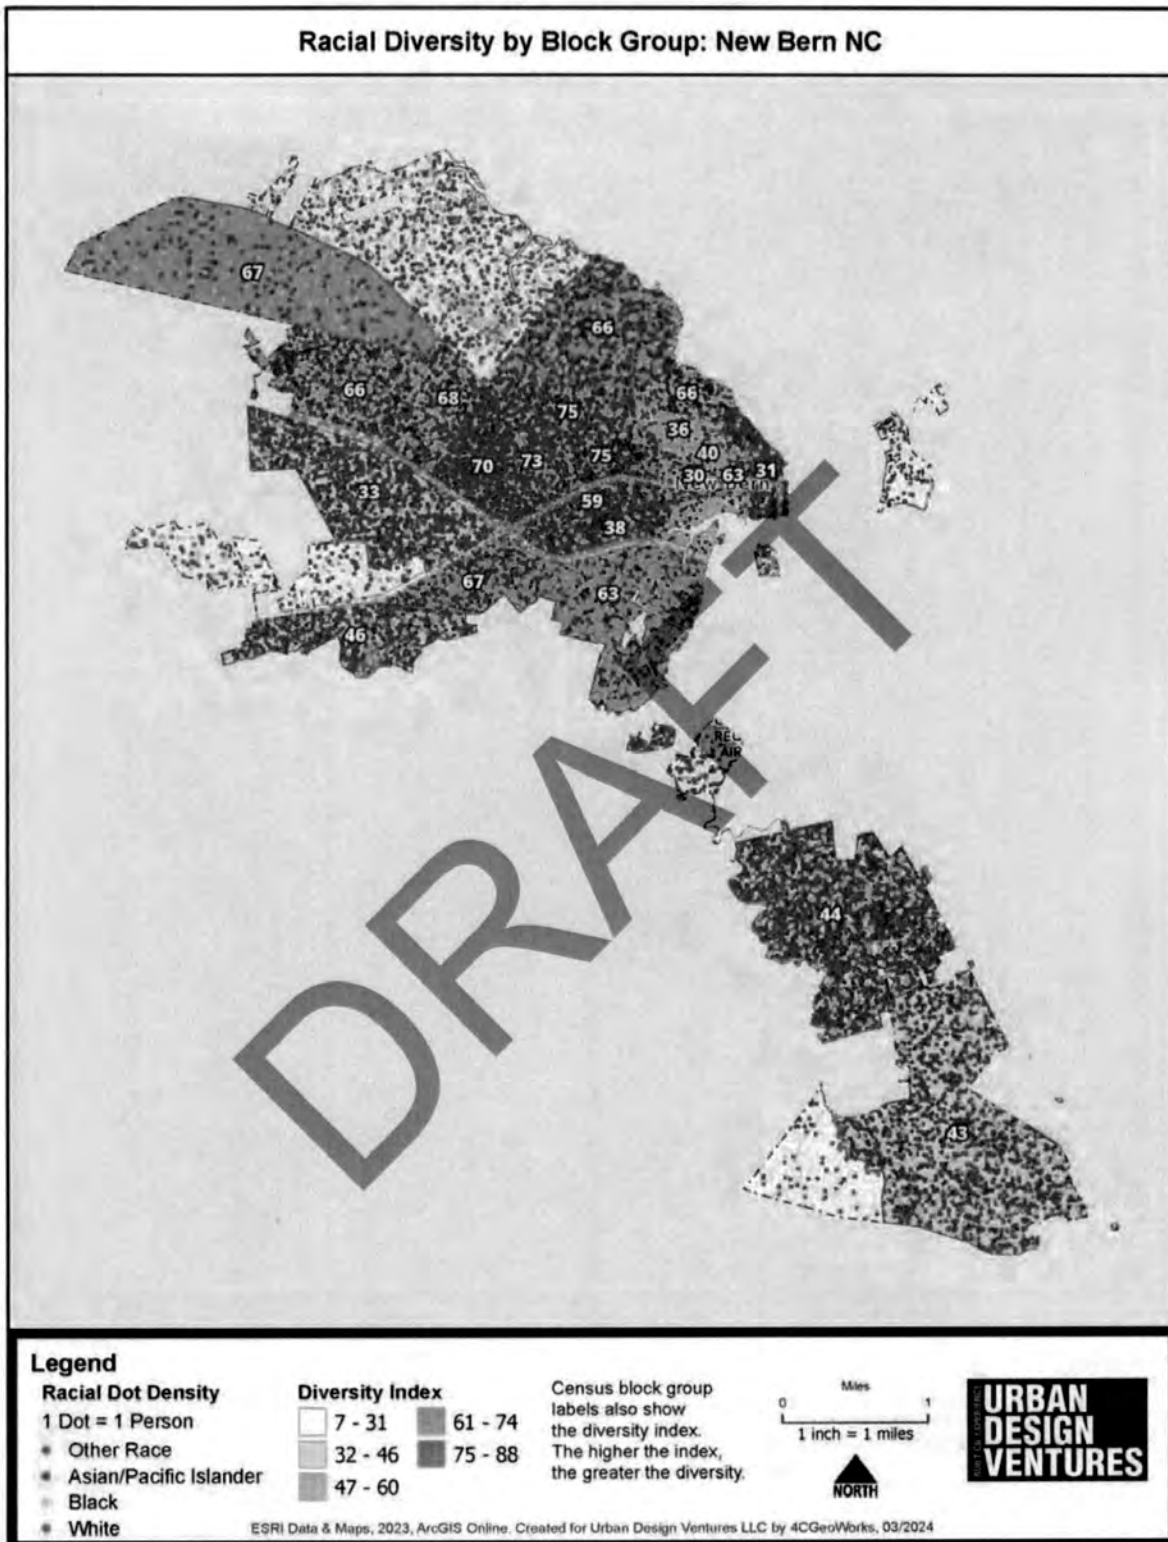 Racial Diversity by Block Group: New Bern NC
67
66
66 68
66
75
36
40
70 73 75
30 63 31
New Bern
33
59
38
67
63
46
REG
AIR
44
43
DRAFT
Legend
Racial Dot Density
1 Dot = 1 Person
Other Race
Asian/Pacific Islander
Black
White
Diversity Index
7 - 31
32 - 46
47 - 60
61 - 74
75 - 88
Census block group
labels also show
the diversity index.
The higher the index,
the greater the diversity.
Miles
0 1
1 inch = 1 miles
NORTH
URBAN
DESIGN
VENTURES
ESRI Data & Maps, 2023, ArcGIS Online. Created for Urban Design Ventures LLC by 4CGeoWorks, 03/2024